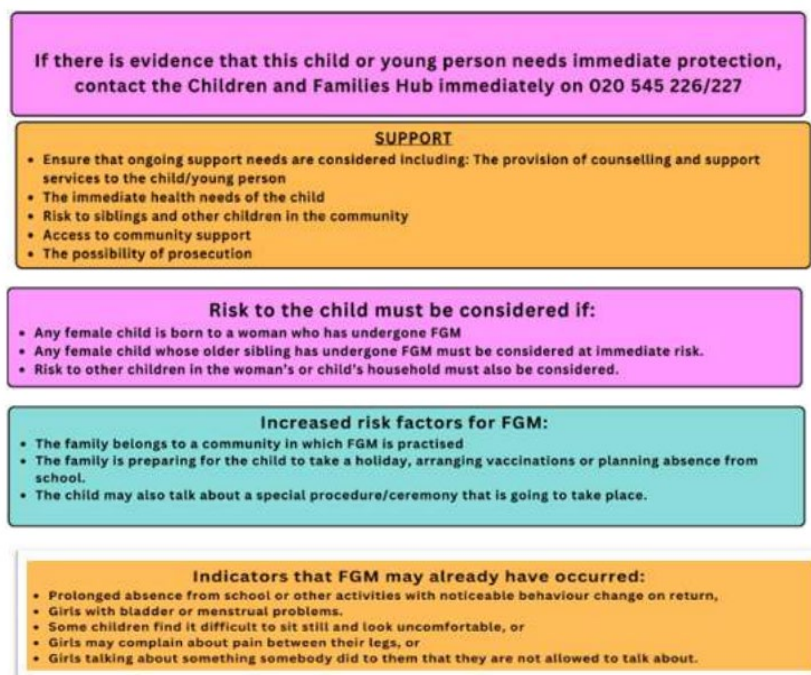 If there is evidence that this child or young person needs immediate protection,
contact the Children and Families Hub immediately on 020 545 226/227
SUPPORT
• Ensure that ongoing support needs are considered including: The provision of counselling and support
services to the child/young person
• The immediate health needs of the child
• Risk to siblings and other children in the community
• Access to community support
• The possibility of prosecution
Risk to the child must be considered if:
• Any female child is born to a woman who has undergone FGM
• Any female child whose older sibling has undergone FGM must be considered at immediate risk.
• Risk to other children in the woman's or child's household must also be considered.
Increased risk factors for FGM:
• The family belongs to a community in which FGM is practised
• The family is preparing for the child to take a holiday, arranging vaccinations or planning absence from
school.
• The child may also talk about a special procedure/ceremony that is going to take place.
Indicators that FGM may already have occurred:
• Prolonged absence from school or other activities with noticeable behaviour change on return,
• Girls with bladder or menstrual problems.
• Some children find it difficult to sit still and look uncomfortable, or
• Girls may complain about pain between their legs, or
• Girls talking about something somebody did to them that they are not allowed to talk about.